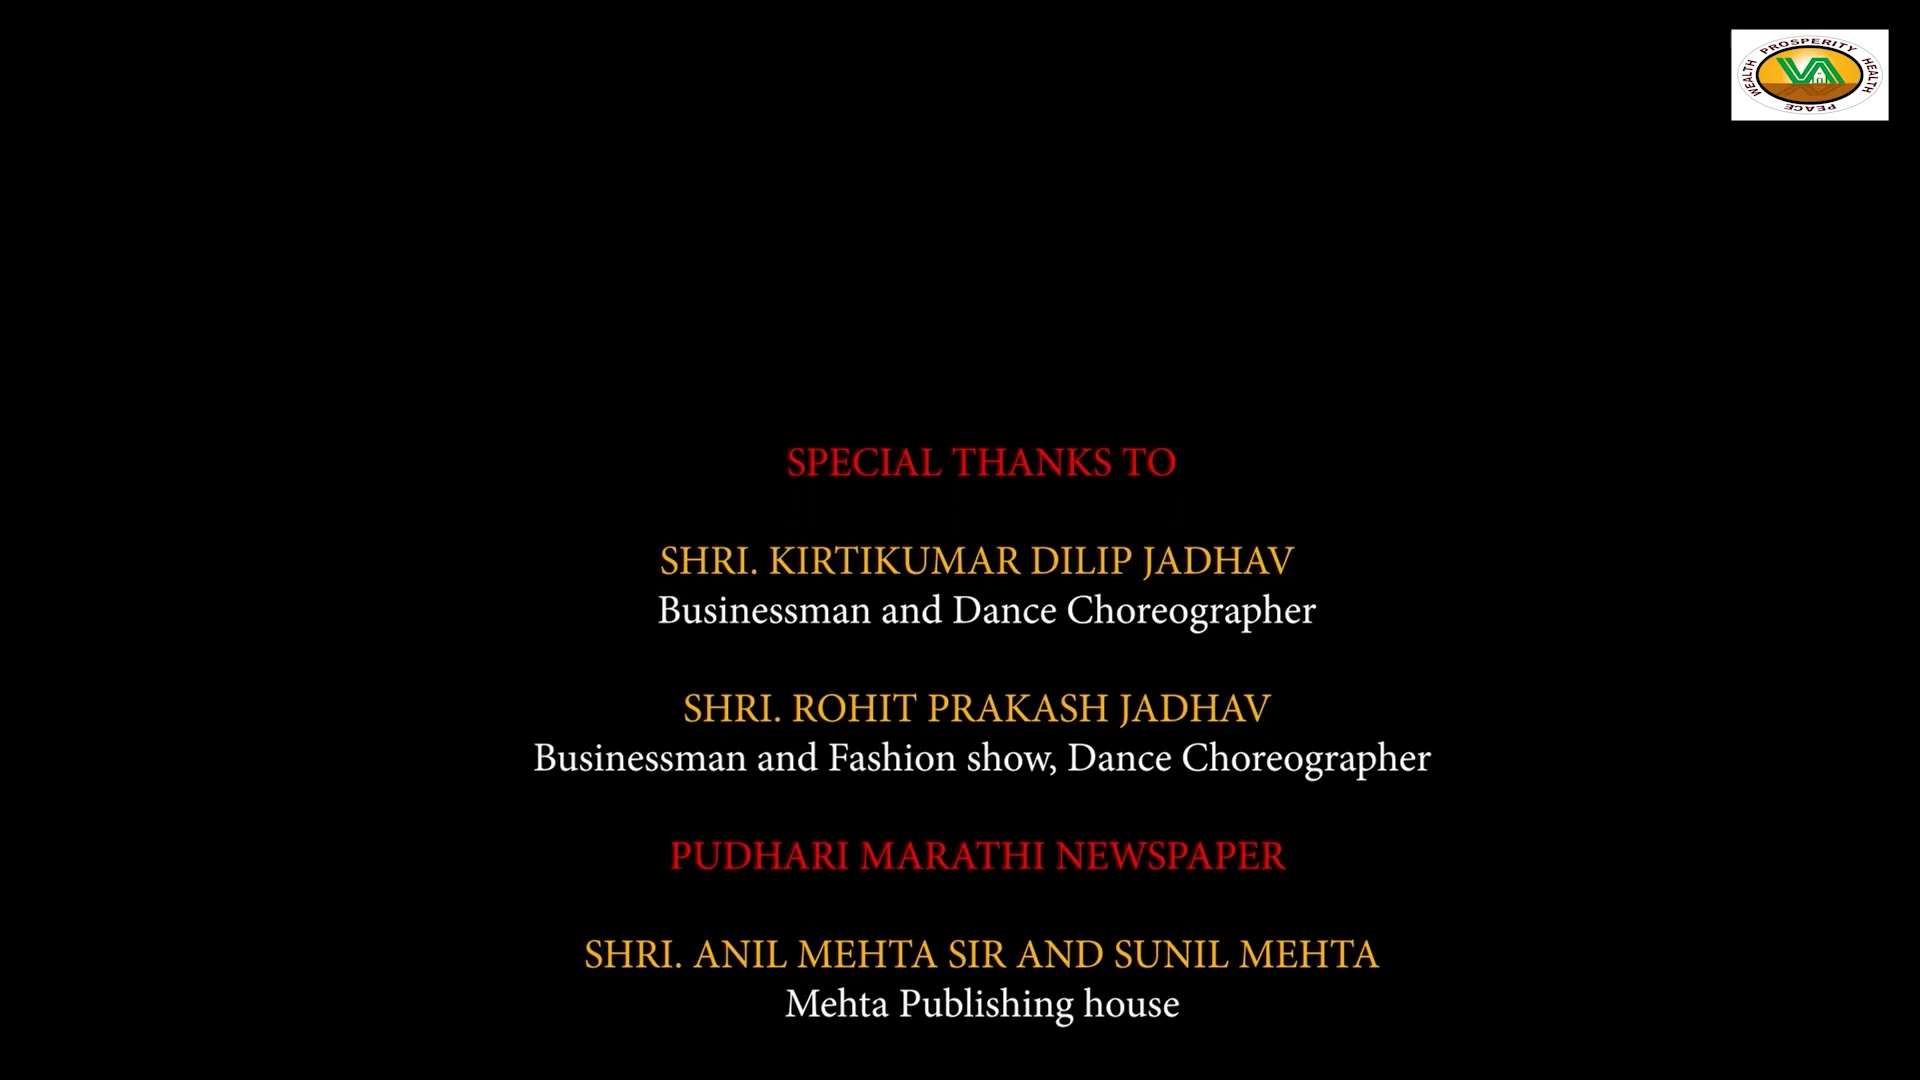 WEALTH PROSPERITY HEALTH
PEACE
VA
SPECIAL THANKS TO
SHRI. KIRTIKUMAR DILIP JADHAV
Businessman and Dance Choreographer
SHRI. ROHIT PRAKASH JADHAV
Businessman and Fashion show, Dance Choreographer
PUDHARI MARATHI NEWSPAPER
SHRI. ANIL MEHTA SIR AND SUNIL MEHTA
Mehta Publishing house